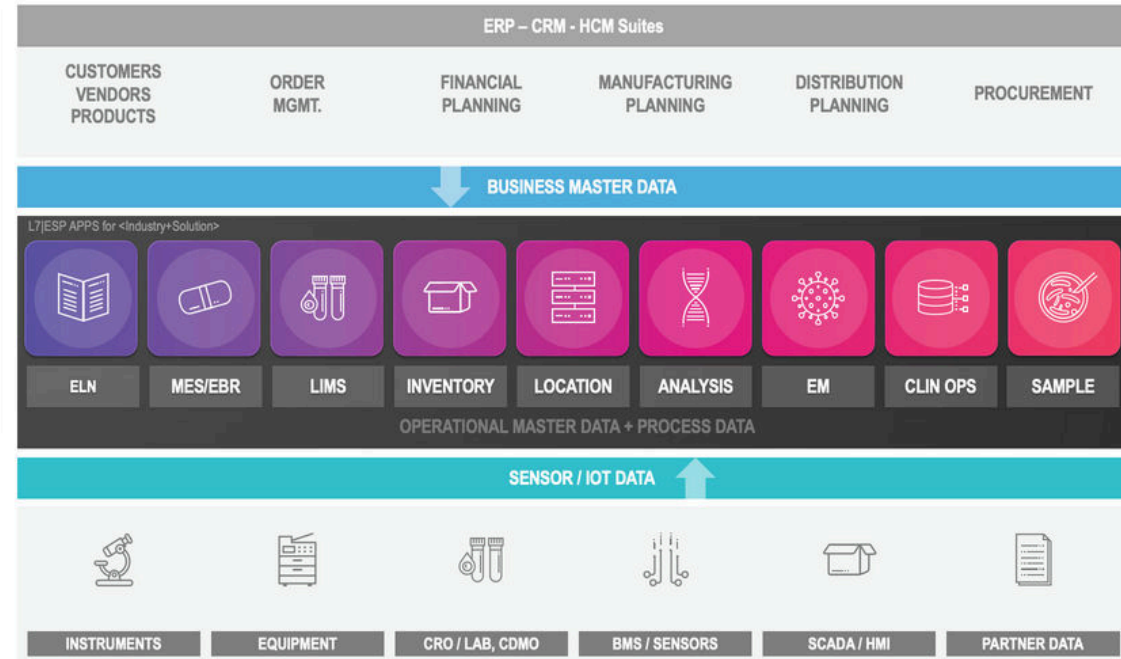 ERP – CRM - HCM Suites
CUSTOMERS
VENDORS
PRODUCTS
ORDER
MGMT.
FINANCIAL
PLANNING
MANUFACTURING
PLANNING
DISTRIBUTION
PLANNING
PROCUREMENT
BUSINESS MASTER DATA
L7|ESP APPS for <Industry+Solution>
ELN
MES/EBR
LIMS
INVENTORY
LOCATION
ANALYSIS
EM
CLIN OPS
SAMPLE
OPERATIONAL MASTER DATA + PROCESS DATA
SENSOR / IOT DATA
INSTRUMENTS
EQUIPMENT
CRO / LAB, CDMO
BMS / SENSORS
SCADA / HMI
PARTNER DATA